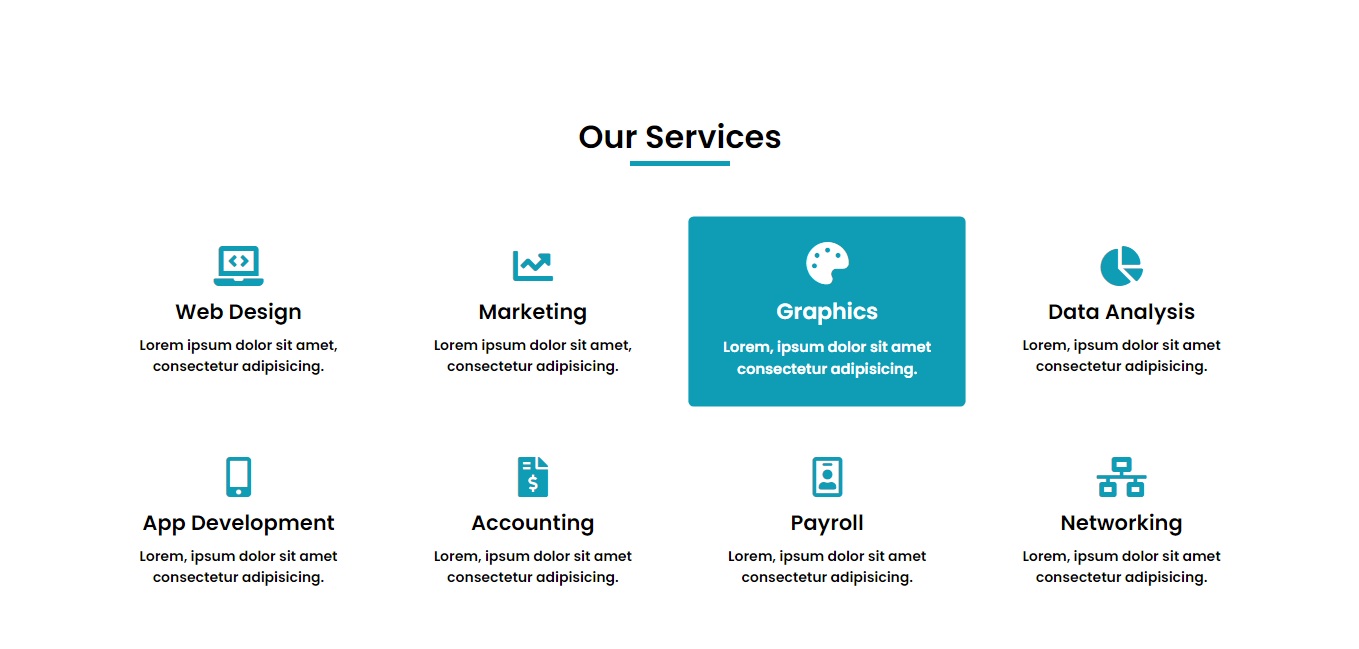 Our Services
Web Design
Lorem ipsum dolor sit amet,
consectetur adipisicing.
Marketing
Lorem ipsum dolor sit amet,
consectetur adipisicing.
Graphics
Lorem, ipsum dolor sit amet
consectetur adipisicing.
Data Analysis
Lorem, ipsum dolor sit amet
consectetur adipisicing.
App Development
Lorem, ipsum dolor sit amet
consectetur adipisicing.
Accounting
Lorem, ipsum dolor sit amet
consectetur adipisicing.
Payroll
Lorem, ipsum dolor sit amet
consectetur adipisicing.
Networking
Lorem, ipsum dolor sit amet
consectetur adipisicing.